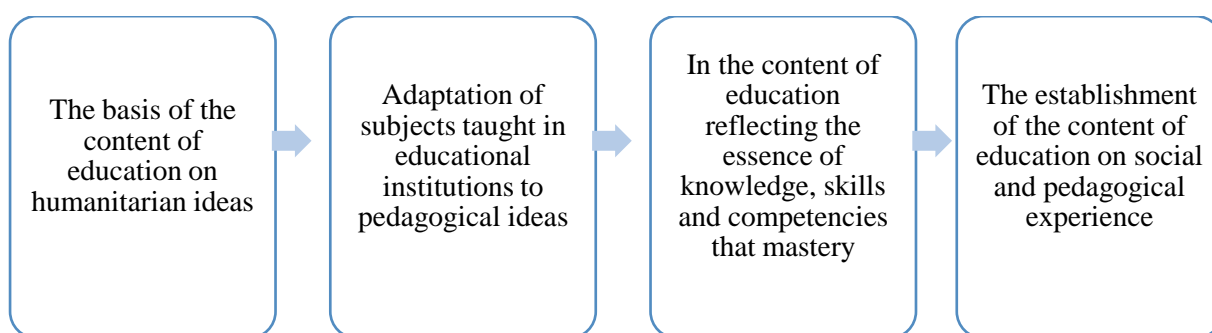 The basis of the
content of
education on
humanitarian ideas
Adaptation of
subjects taught in
educational
institutions to
pedagogical ideas
In the content of
education
reflecting the
essence of
knowledge, skills
and competencies
that mastery
The establishment
of the content of
education on social
and pedagogical
experience